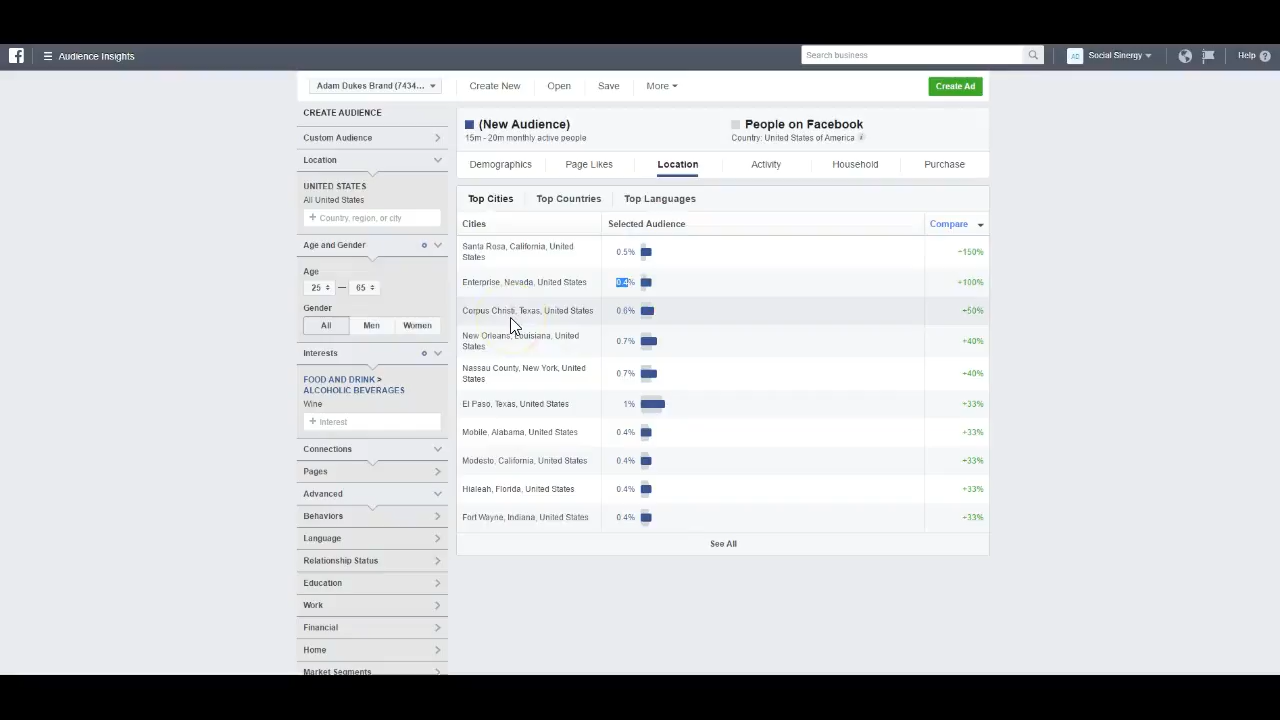 Audience Insights
Search business
AD Social Sinergy
Help ?
Adam Dukes Brand (7434...
Create New
Open
Save
More
Create Ad
CREATE AUDIENCE
Custom Audience
Location
UNITED STATES
All United States
+ Country, region, or city
Age and Gender
Age
25 — 65
Gender
All Men Women
Interests
FOOD AND DRINK >
ALCOHOLIC BEVERAGES
Wine
+ Interest
Connections
Pages
Advanced
Behaviors
Language
Relationship Status
Education
Work
Financial
Home
Market Segments
(New Audience)
15m - 20m monthly active people
People on Facebook
Country: United States of America
Demographics Page Likes Location Activity Household Purchase
Top Cities Top Countries Top Languages
Cities Selected Audience Compare
Santa Rosa, California, United
States 0.5% +150%
Enterprise, Nevada, United States 0.4% +100%
Corpus Christi, Texas, United States 0.6% +50%
New Orleans, Louisiana, United
States 0.7% +40%
Nassau County, New York, United
States 0.7% +40%
El Paso, Texas, United States 1% +33%
Mobile, Alabama, United States 0.4% +33%
Modesto, California, United States 0.4% +33%
Hialeah, Florida, United States 0.4% +33%
Fort Wayne, Indiana, United States 0.4% +33%
See All